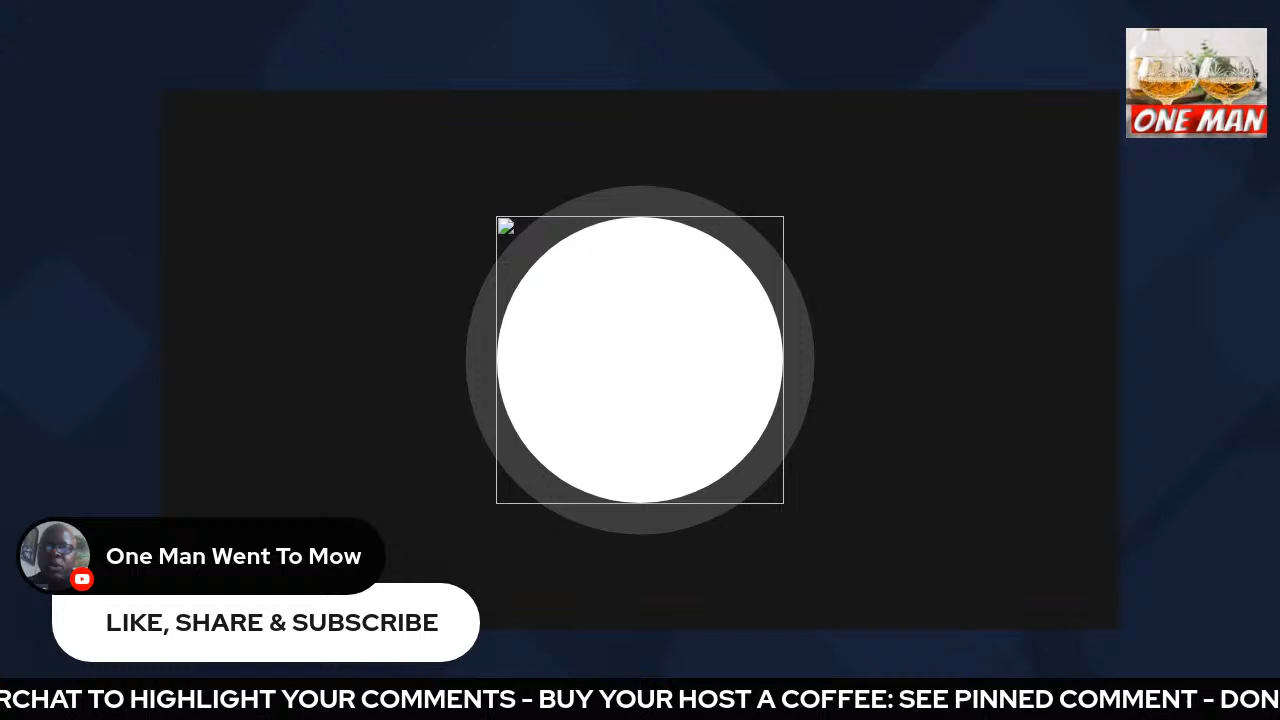 ONE MAN
One Man Went To Mow
LIKE, SHARE & SUBSCRIBE
RCHAT TO HIGHLIGHT YOUR COMMENTS - BUY YOUR HOST A COFFEE: SEE PINNED COMMENT - DON